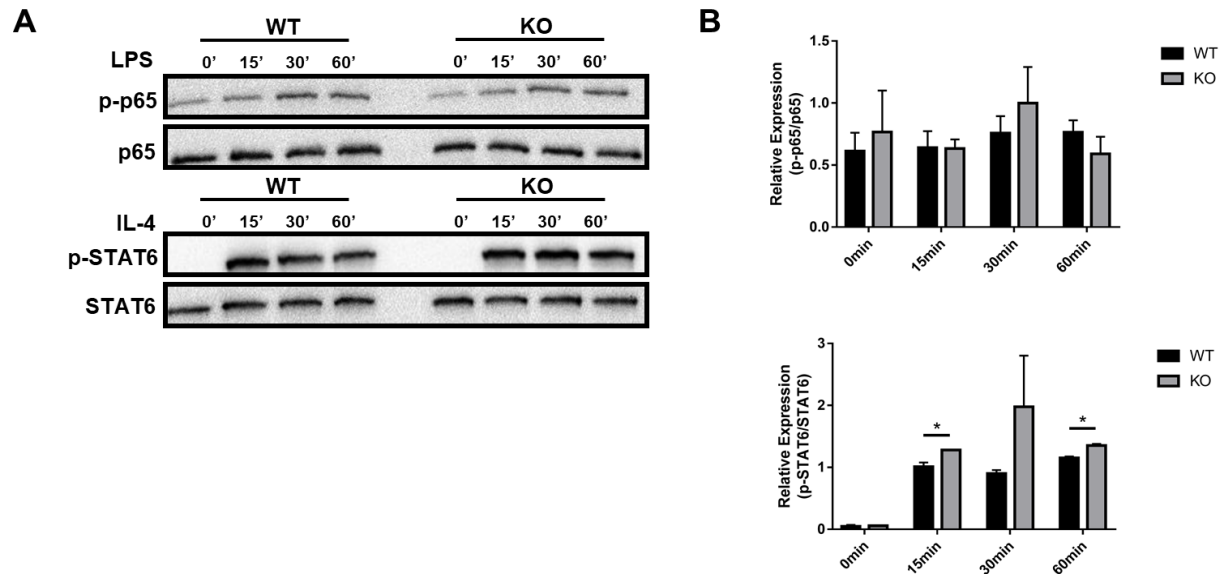 A
WT KO
LPS 0' 15' 30' 60' 0' 15' 30' 60'
p-p65
p65
WT KO
IL-4 0' 15' 30' 60' 0' 15' 30' 60'
p-STAT6
STAT6
B
Relative Expression
(p-p65/p65)
1.5
1.0
0.5
0.0
0min 15min 30min 60min
WT
KO
Relative Expression
(p-STAT6/STAT6)
3
2
1
0
* *
0min 15min 30min 60min
WT
KO